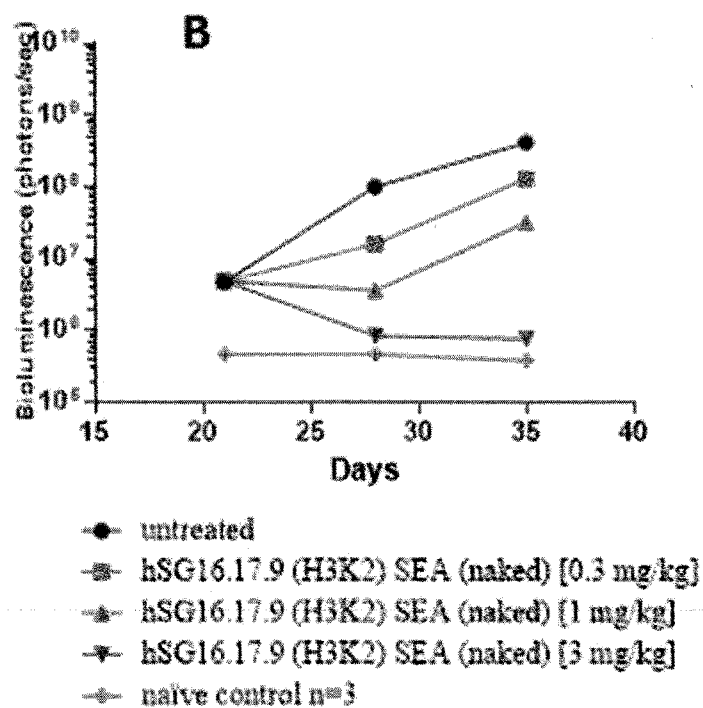 B
Bioluminescence (photons/sec)
10¹⁰
10⁹
10⁸
10⁷
10⁶
10⁵
15 20 25 30 35 40
Days
untreated
hSG16.17.9 (H3K2) SEA (naked) [0.3 mg/kg]
hSG16.17.9 (H3K2) SEA (naked) [1 mg/kg]
hSG16.17.9 (H3K2) SEA (naked) [3 mg/kg]
naïve control n=3